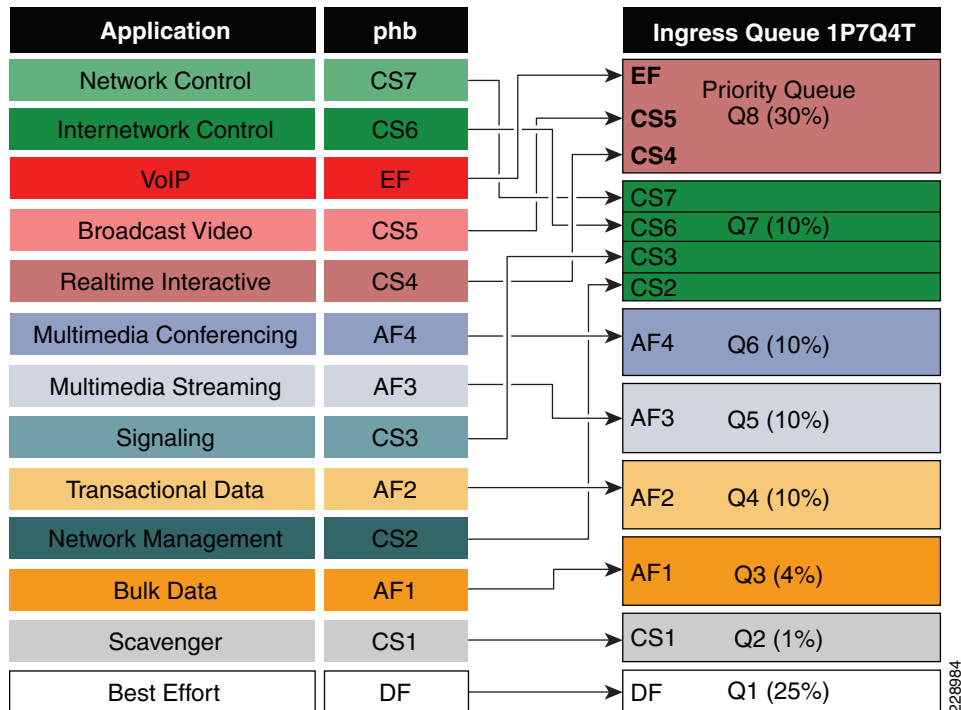 Application phb Ingress Queue 1P7Q4T
Network Control CS7
Internetwork Control CS6
VoIP EF
Broadcast Video CS5
Realtime Interactive CS4
Multimedia Conferencing AF4
Multimedia Streaming AF3
Signaling CS3
Transactional Data AF2
Network Management CS2
Bulk Data AF1
Scavenger CS1
Best Effort DF
EF
Priority Queue
CS5 Q8 (30%)
CS4
CS7
CS6 Q7 (10%)
CS3
CS2
AF4 Q6 (10%)
AF3 Q5 (10%)
AF2 Q4 (10%)
AF1 Q3 (4%)
CS1 Q2 (1%)
DF Q1 (25%)
228984